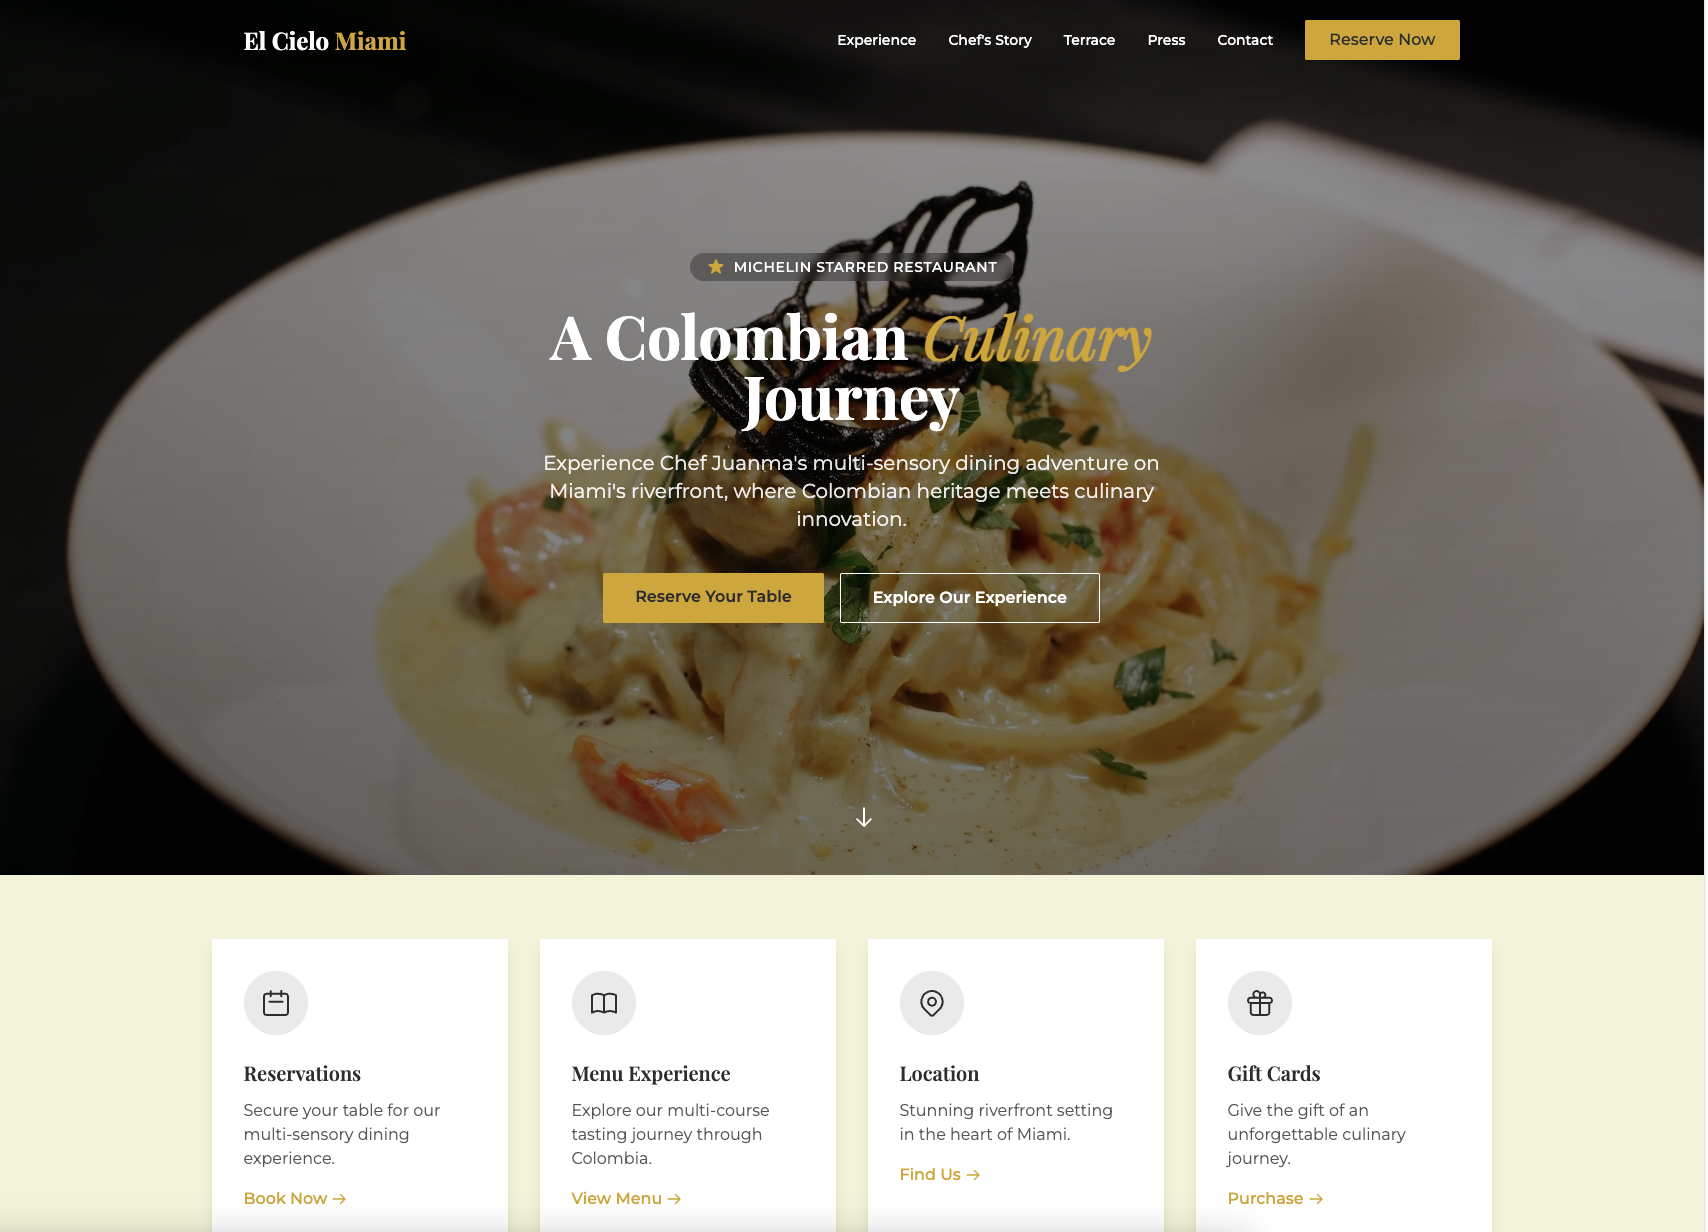 El Cielo Miami
Experience Chef's Story Terrace Press Contact Reserve Now
MICHELIN STARRED RESTAURANT
A Colombian Culinary
Journey
Experience Chef Juanma's multi-sensory dining adventure on
Miami's riverfront, where Colombian heritage meets culinary
innovation.
Reserve Your Table
Explore Our Experience
Reservations
Secure your table for our
multi-sensory dining
experience.
Book Now →
Menu Experience
Explore our multi-course
tasting journey through
Colombia.
View Menu →
Location
Stunning riverfront setting
in the heart of Miami.
Find Us →
Gift Cards
Give the gift of an
unforgettable culinary
journey.
Purchase →